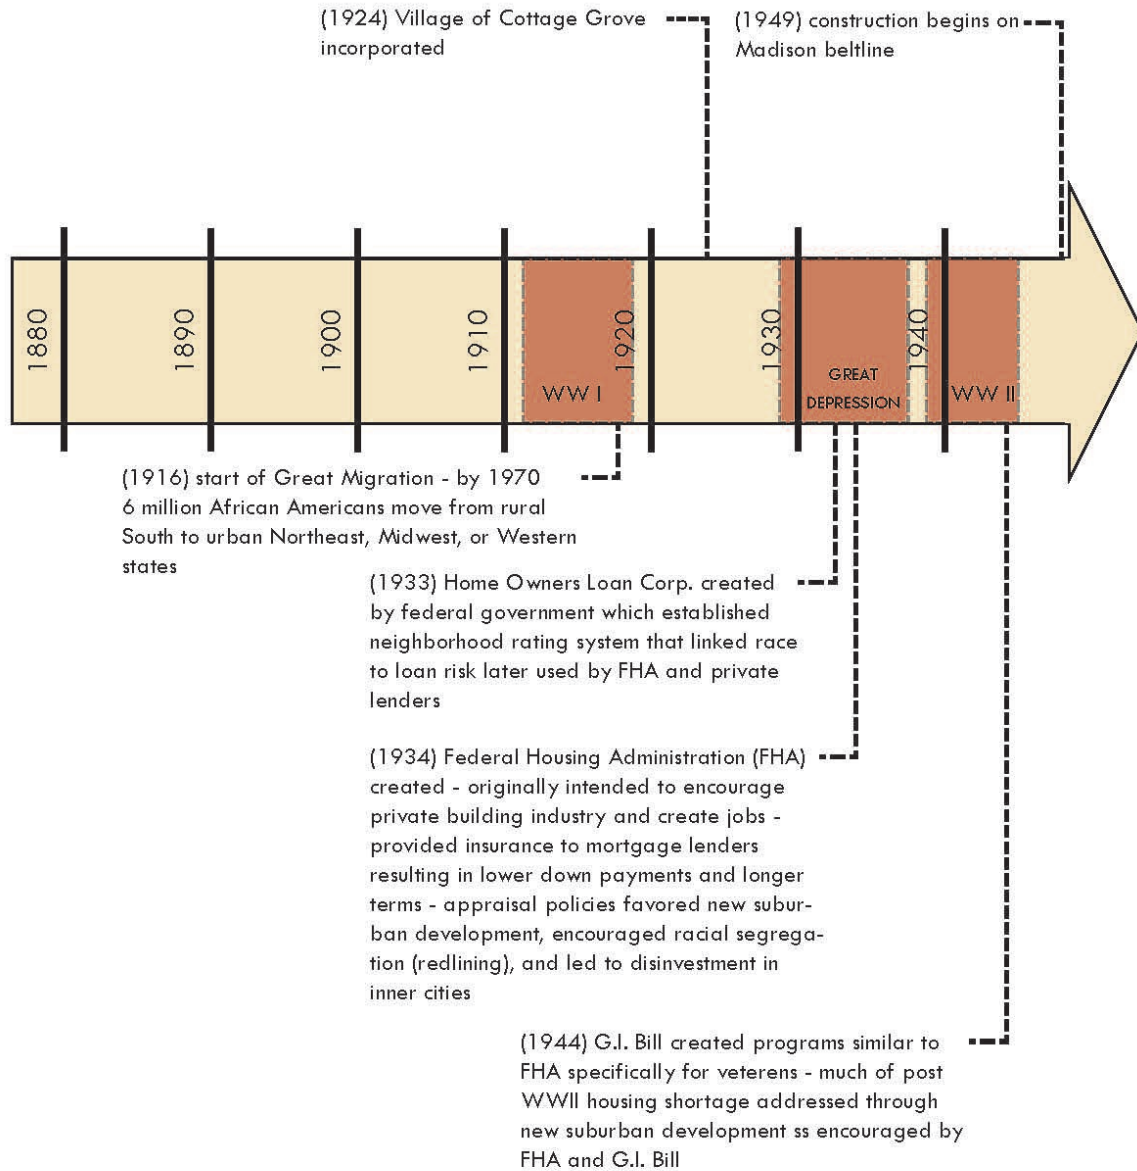 (1924) Village of Cottage Grove
incorporated
(1949) construction begins on
Madison beltline
1880
1890
1900
1910
1920
1930
1940
WW I
GREAT
DEPRESSION
WW II
(1916) start of Great Migration - by 1970
6 million African Americans move from rural
South to urban Northeast, Midwest, or Western
states
(1933) Home Owners Loan Corp. created
by federal government which established
neighborhood rating system that linked race
to loan risk later used by FHA and private
lenders
(1934) Federal Housing Administration (FHA)
created - originally intended to encourage
private building industry and create jobs -
provided insurance to mortgage lenders
resulting in lower down payments and longer
terms - appraisal policies favored new subur-
ban development, encouraged racial segrega-
tion (redlining), and led to disinvestment in
inner cities
(1944) G.I. Bill created programs similar to
FHA specifically for veterens - much of post
WWII housing shortage addressed through
new suburban development ss encouraged by
FHA and G.I. Bill